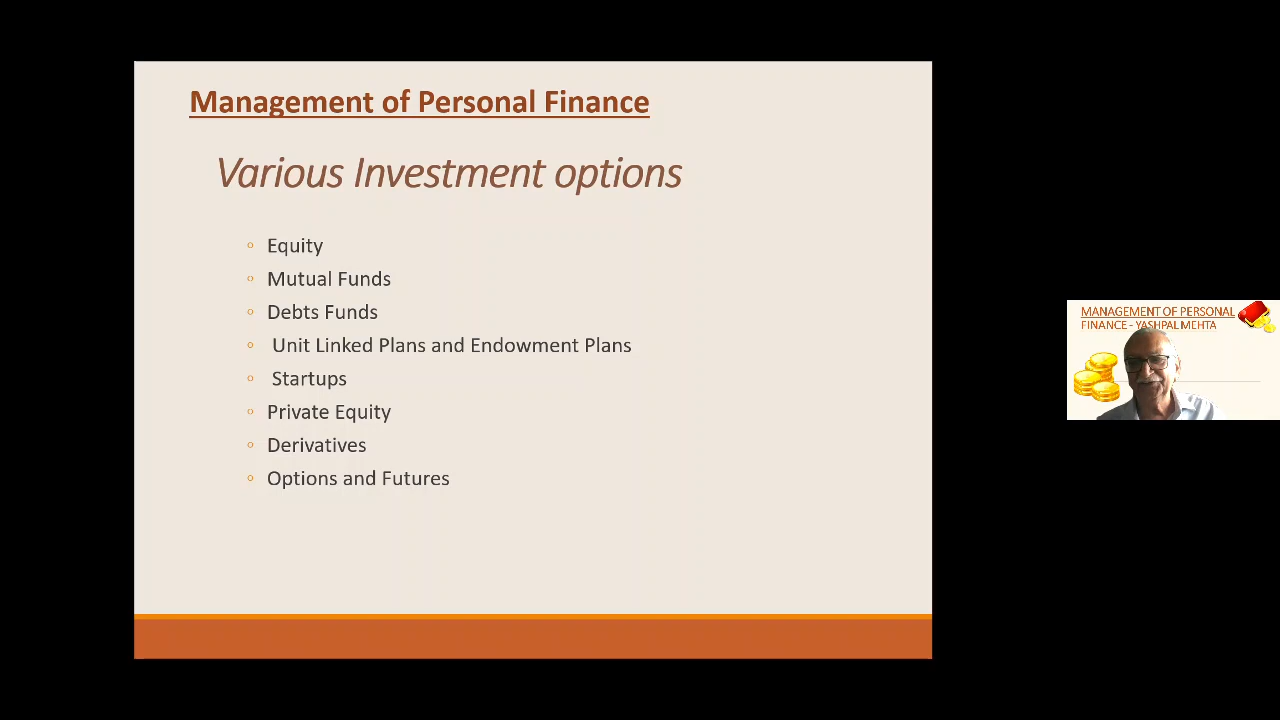 Management of Personal Finance
Various Investment options
Equity
Mutual Funds
Debts Funds
Unit Linked Plans and Endowment Plans
Startups
Private Equity
Derivatives
Options and Futures
MANAGEMENT OF PERSONAL
FINANCE - YASHPAL MEHTA